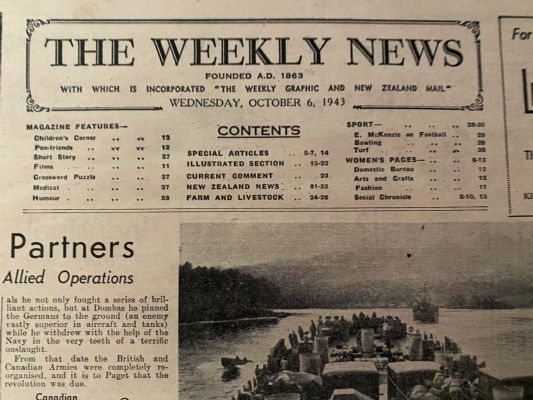 THE WEEKLY NEWS
FOUNDED A.D. 1863
WITH WHICH IS INCORPORATED "THE WEEKLY GRAPHIC AND NEW ZEALAND MAIL"
WEDNESDAY, OCTOBER 6, 1943
MAGAZINE FEATURES—
Children's Corner .. .. 12
Pen-friends .. .. 12
Short Story .. .. 27
Films .. .. 11
Crossword Puzzle .. .. 27
Medical .. .. 27
Humour .. .. 33
CONTENTS
SPECIAL ARTICLES .. 5-7, 14
ILLUSTRATED SECTION .. 15-22
CURRENT COMMENT .. 23
NEW ZEALAND NEWS .. 31-33
FARM AND LIVESTOCK .. 24-26
SPORT— .. .. 28-30
E. McKenzie on Football .. 29
Bowling .. .. 29
Turf .. .. 28
WOMEN'S PAGES— .. 8-13
Domestic Bureau .. 13
Arts and Crafts .. 12
Fashion .. .. 11
Social Chronicle .. 8-10, 13
For
Partners
Allied Operations
als he not only fought a series of bril-
liant actions, but at Dombas he pinned
the Germans to the ground (an enemy
vastly superior in aircraft and tanks)
while he withdrew with the help of the
Navy in the very teeth of a terrific
onslaught.
From that date the British and
Canadian Armies were completely re-
organised, and it is to Paget that the
revolution was due.
Canadian